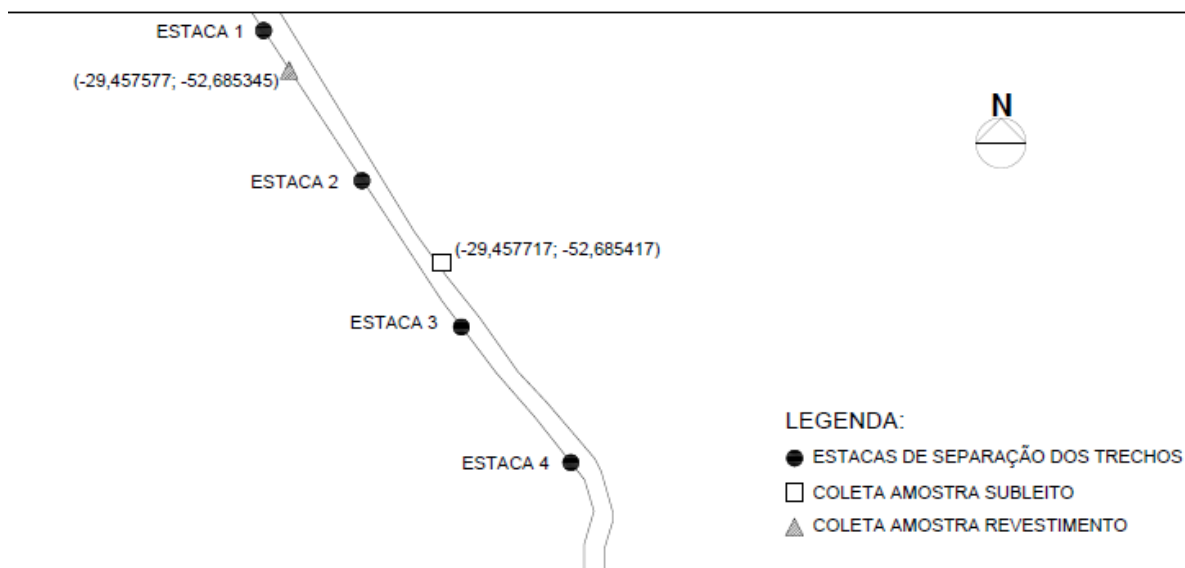 ESTACA 1
(-29,457577; -52,685345)
N
ESTACA 2
(-29,457717; -52,685417)
ESTACA 3
ESTACA 4
LEGENDA:
ESTACAS DE SEPARAÇÃO DOS TRECHOS
COLETA AMOSTRA SUBLEITO
COLETA AMOSTRA REVESTIMENTO